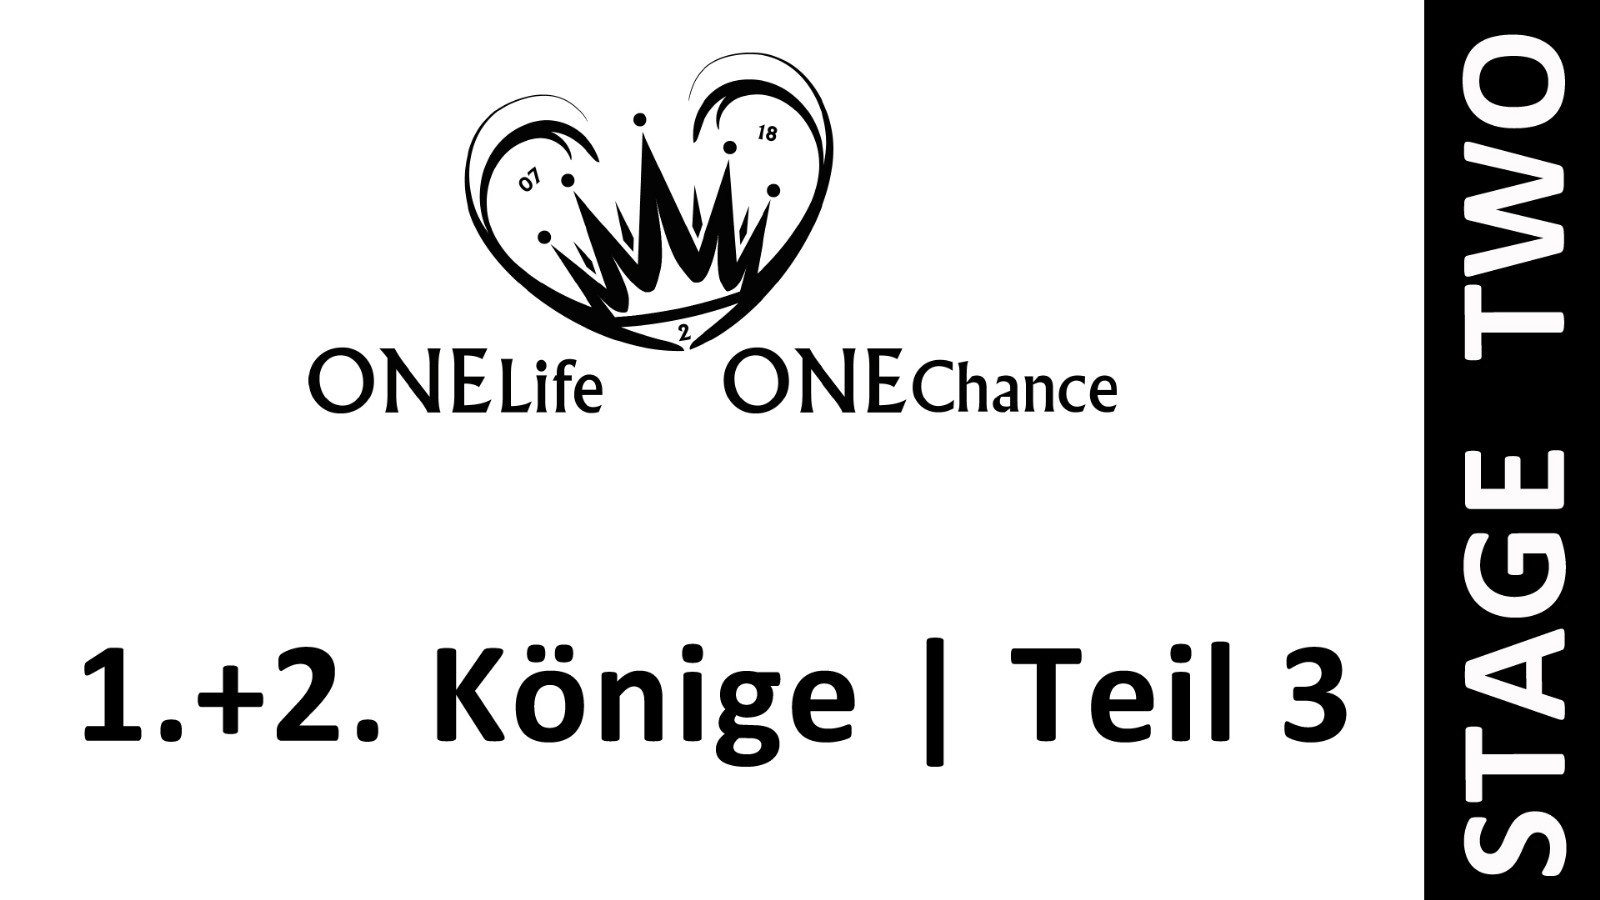 07
18
2
ONELife ONEChance
1.+2. Könige | Teil 3
STAGE TWO